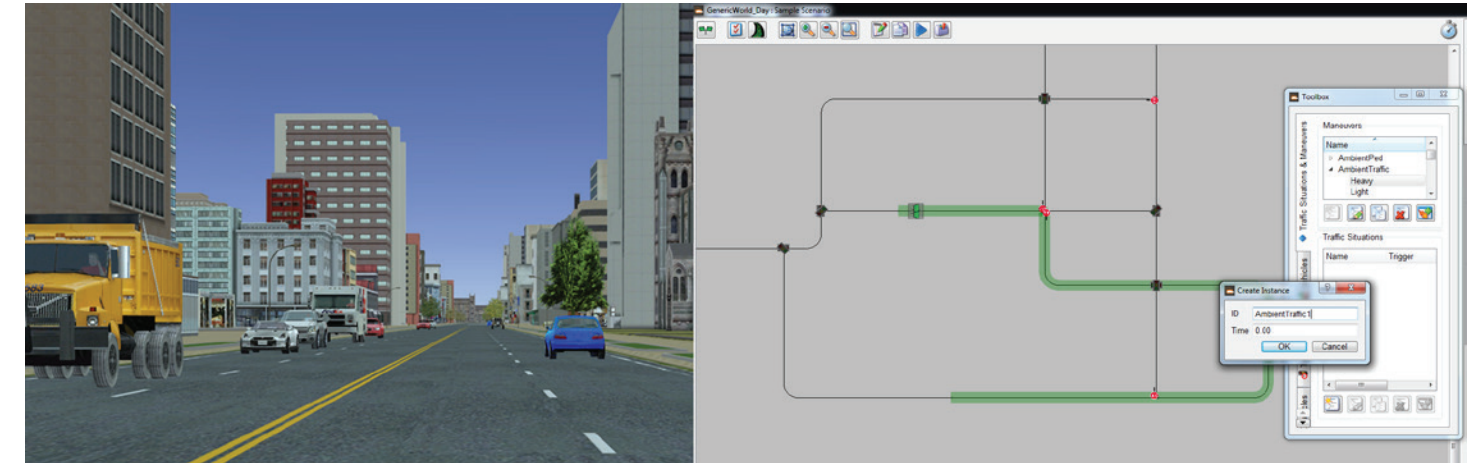 GenericWorld_Day : Sample Scenario
Toolbox
Traffic Situations & Maneuvers
Maneuvers
Name
AmbientPed
AmbientTraffic
Heavy
Light
Traffic Situations
Name Trigger
Create Instance
ID AmbientTraffic1
Time 0.00
OK Cancel